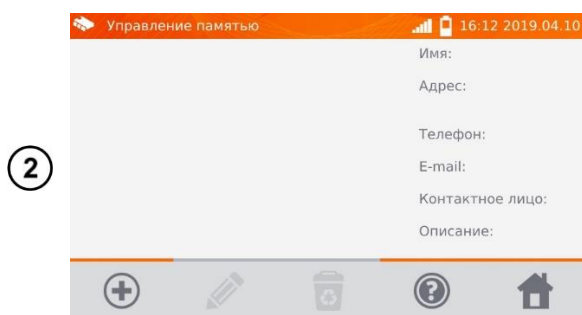 Управление памятью 16:12 2019.04.10
Имя:
Адрес:
Телефон:
2
E-mail:
Контактное лицо:
Описание: